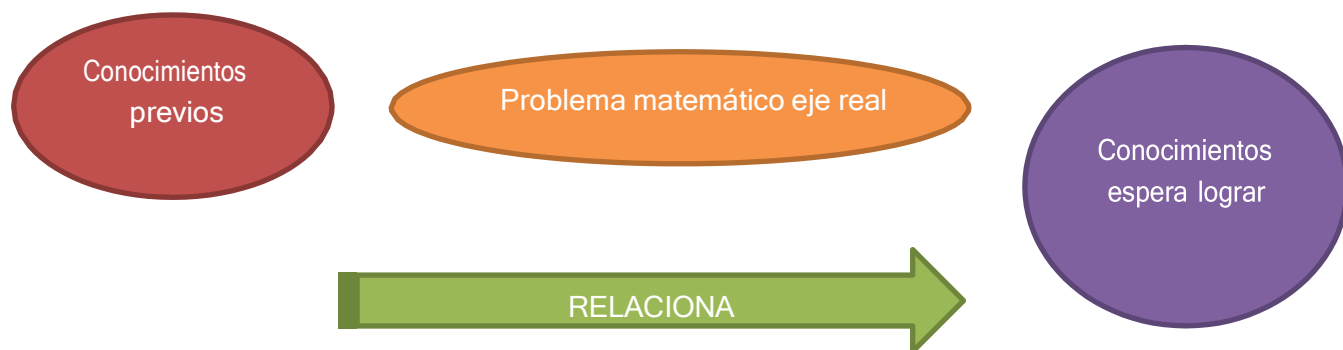 Conocimientos
previos
Problema matemático eje real
Conocimientos
espera lograr
RELACIONA